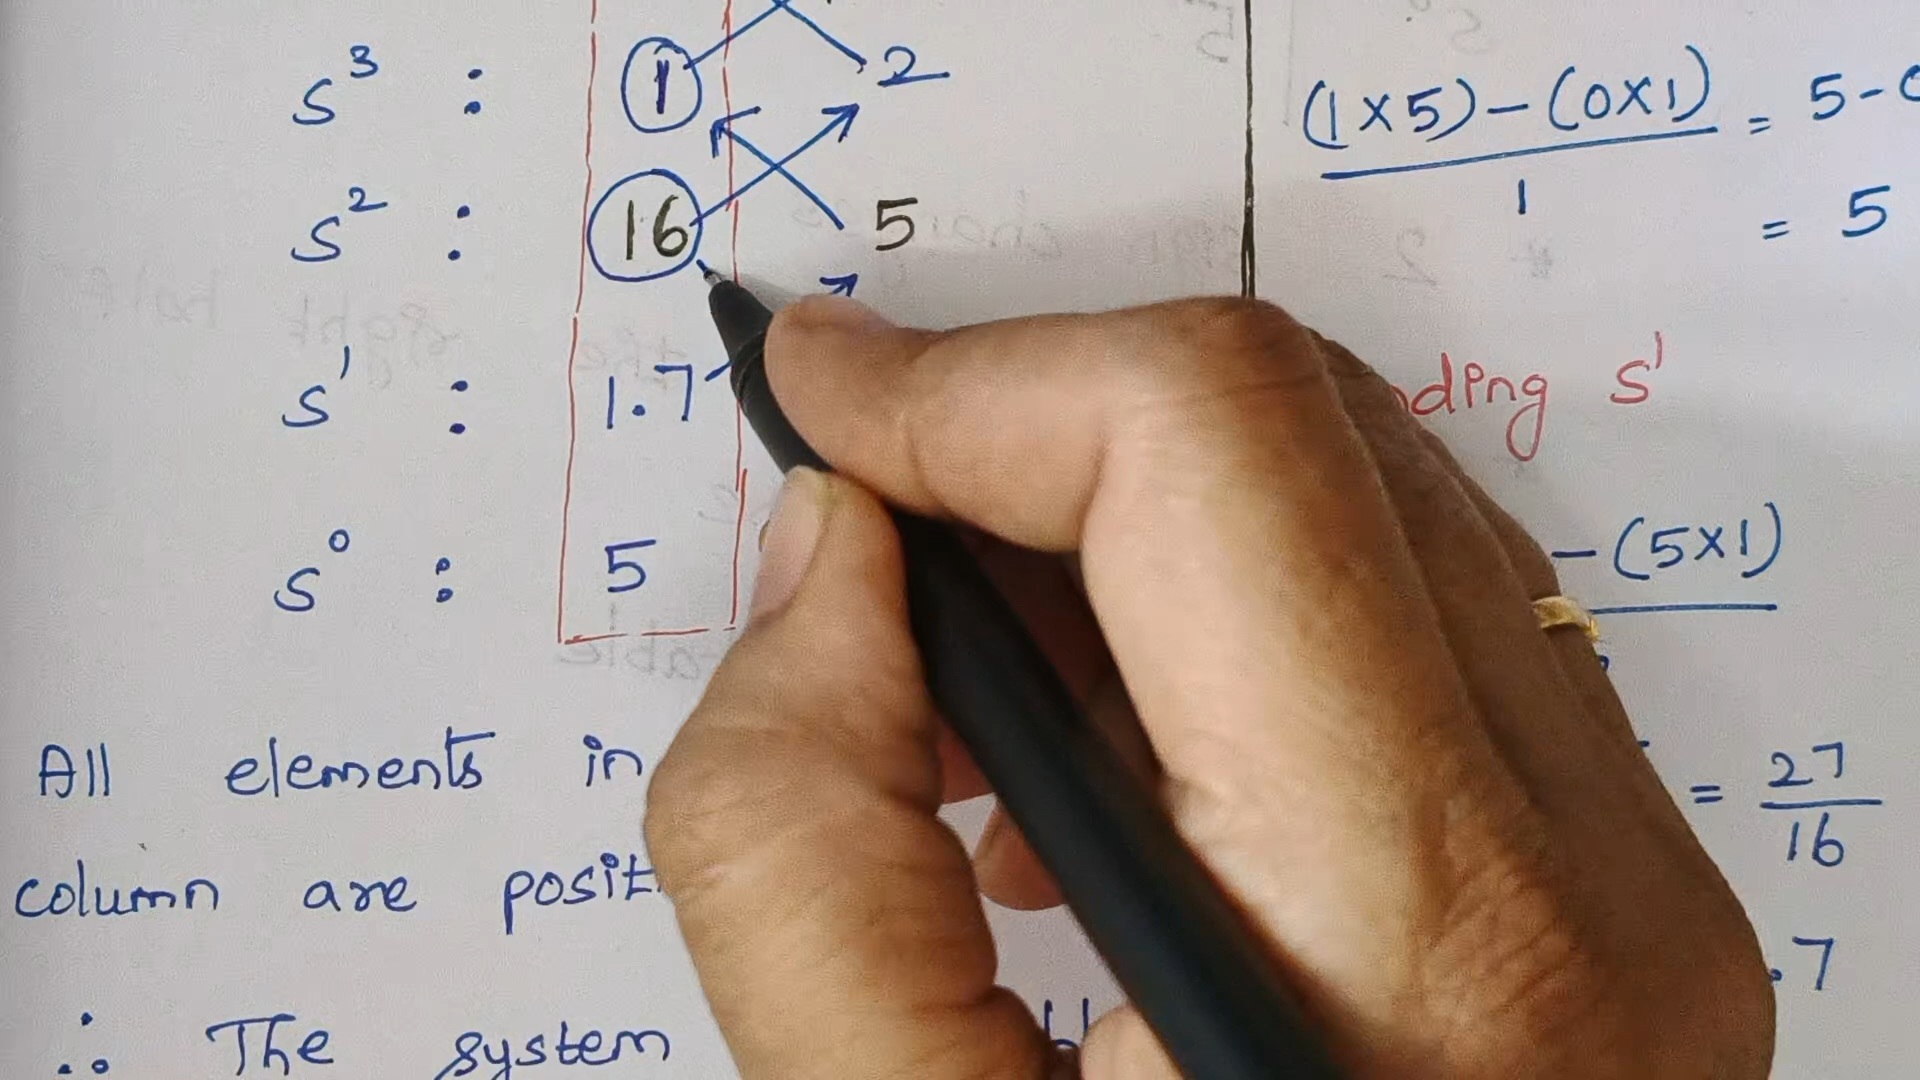 s³ : 1 2
s² : 16 5
s¹ : 1.7
s⁰ : 5
All elements in
column are posit
∴ The system
(1×5)-(0×1) = 5-0
1
= 5
ding s¹
-(5×1)
= 27
16
.7